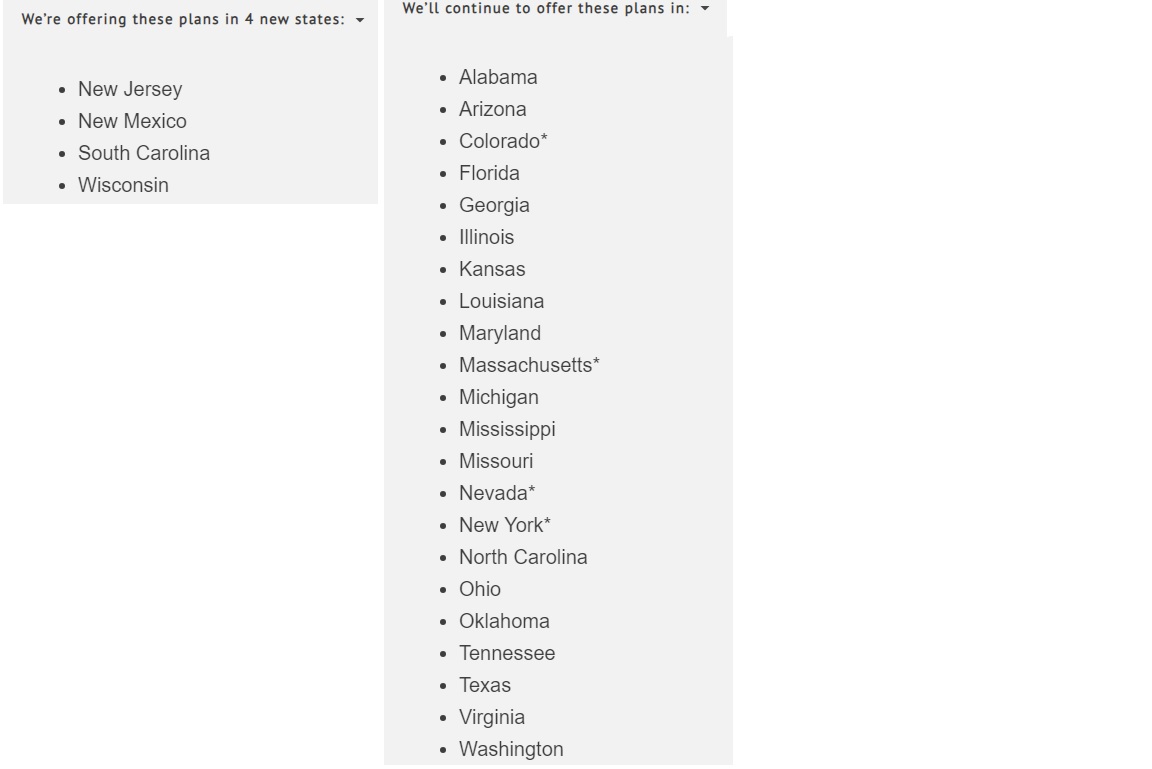 We're offering these plans in 4 new states:
New Jersey
New Mexico
South Carolina
Wisconsin
We'll continue to offer these plans in:
Alabama
Arizona
Colorado*
Florida
Georgia
Illinois
Kansas
Louisiana
Maryland
Massachusetts*
Michigan
Mississippi
Missouri
Nevada*
New York*
North Carolina
Ohio
Oklahoma
Tennessee
Texas
Virginia
Washington